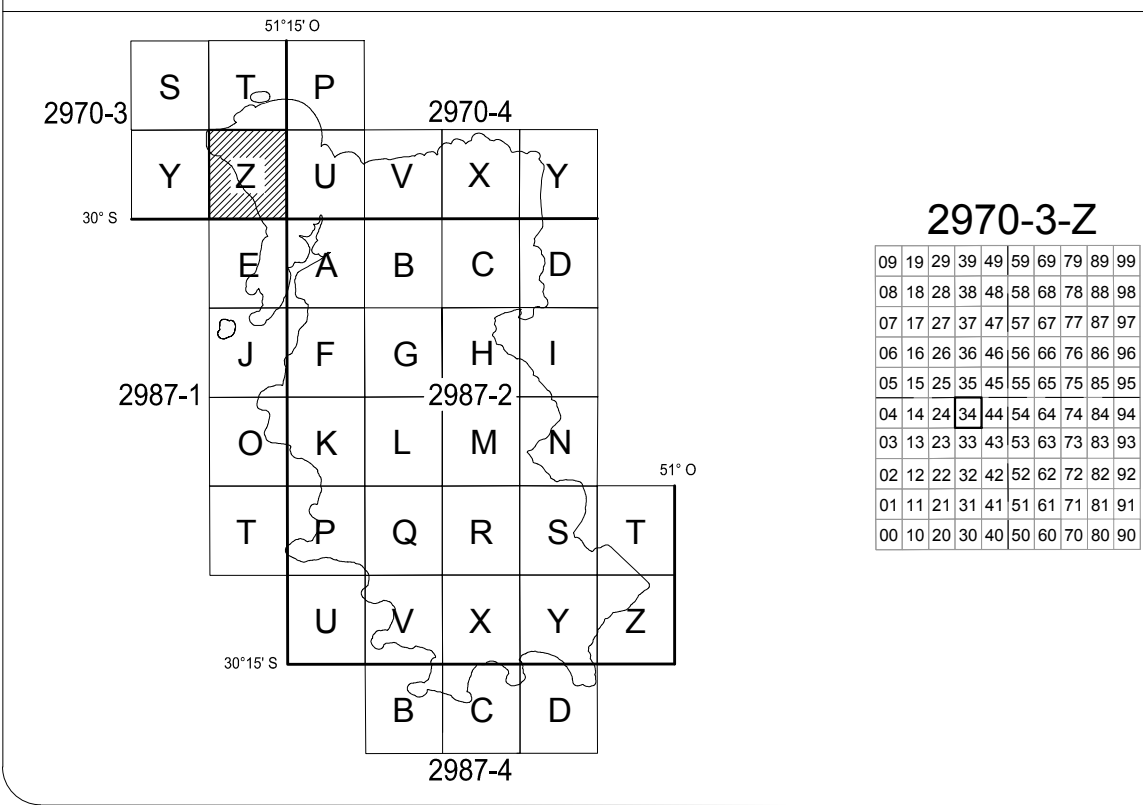 51°15' O
S T P
2970-3 2970-4
Y Z U V X Y
30° S
E A B C D
J F G H I
2987-1 2987-2
O K L M N
51° O
T P Q R S T
U V X Y Z
30°15' S
B C D
2987-4
2970-3-Z
09 19 29 39 49 59 69 79 89 99
08 18 28 38 48 58 68 78 88 98
07 17 27 37 47 57 67 77 87 97
06 16 26 36 46 56 66 76 86 96
05 15 25 35 45 55 65 75 85 95
04 14 24 34 44 54 64 74 84 94
03 13 23 33 43 53 63 73 83 93
02 12 22 32 42 52 62 72 82 92
01 11 21 31 41 51 61 71 81 91
00 10 20 30 40 50 60 70 80 90